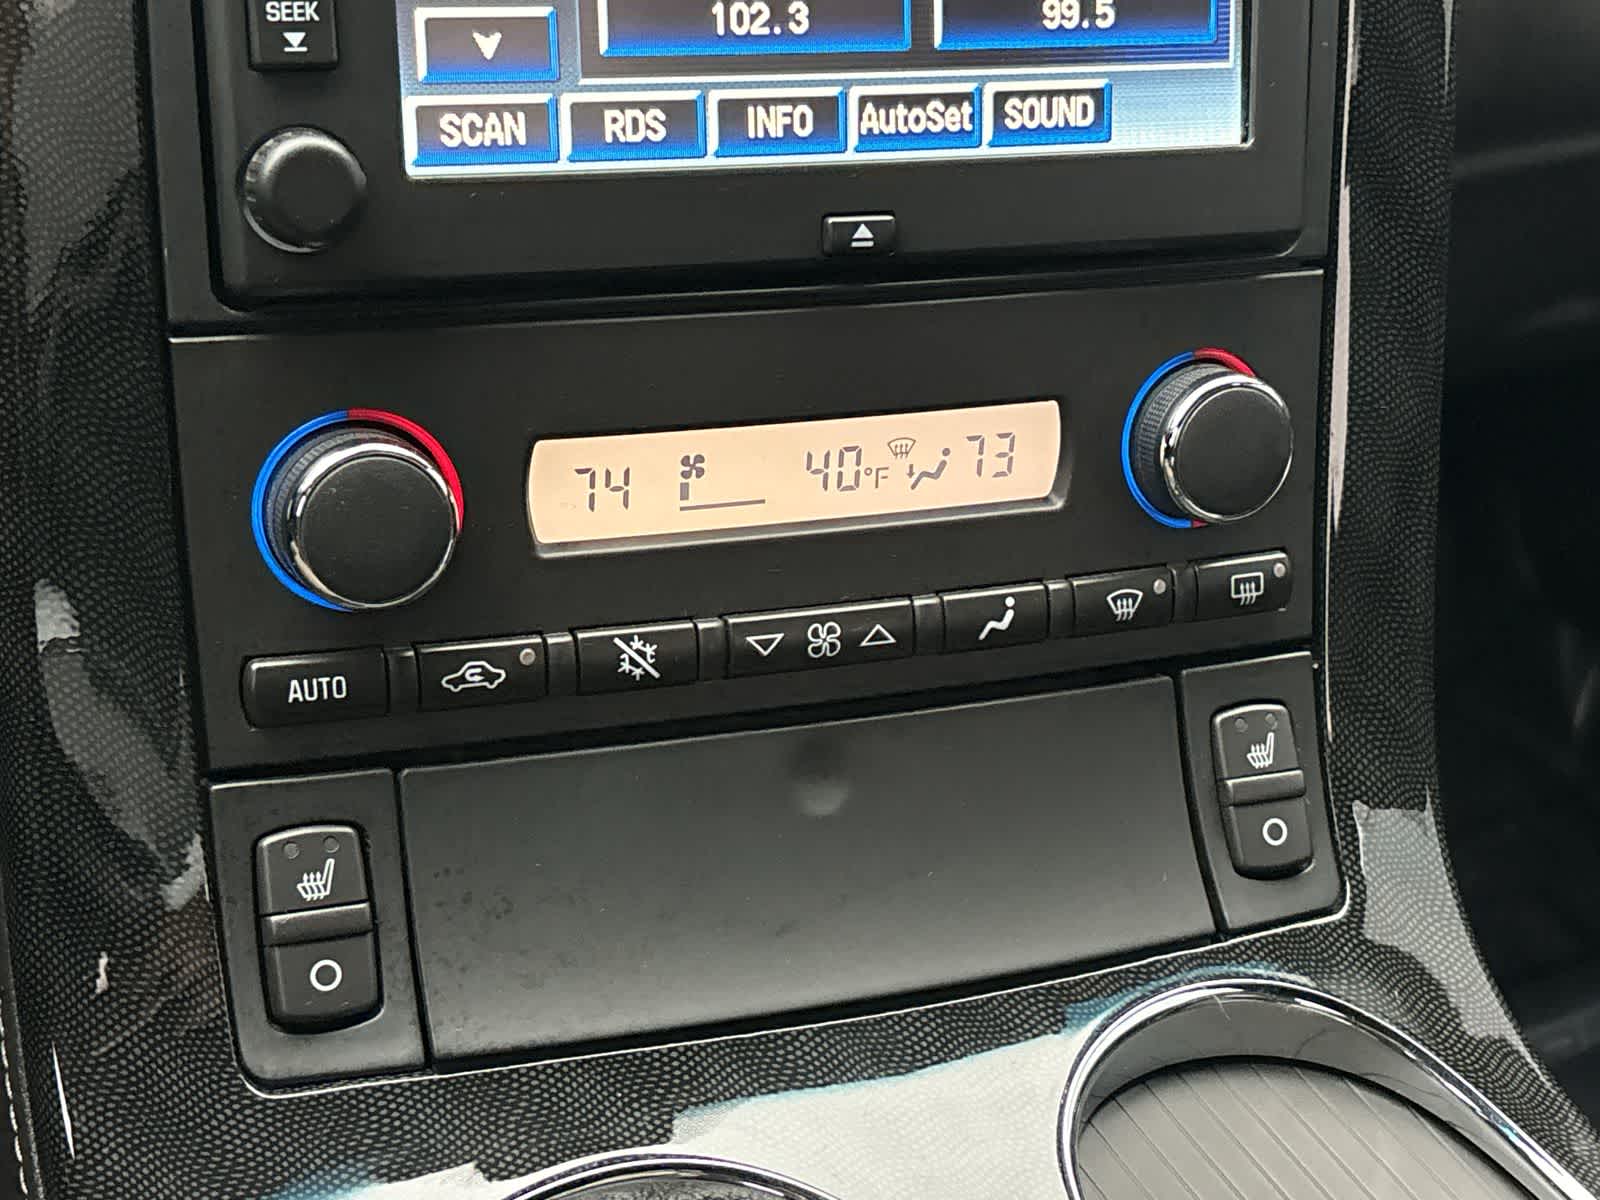 SEEK
102.3 99.5
SCAN RDS INFO AutoSet SOUND
74 40°F 73
AUTO